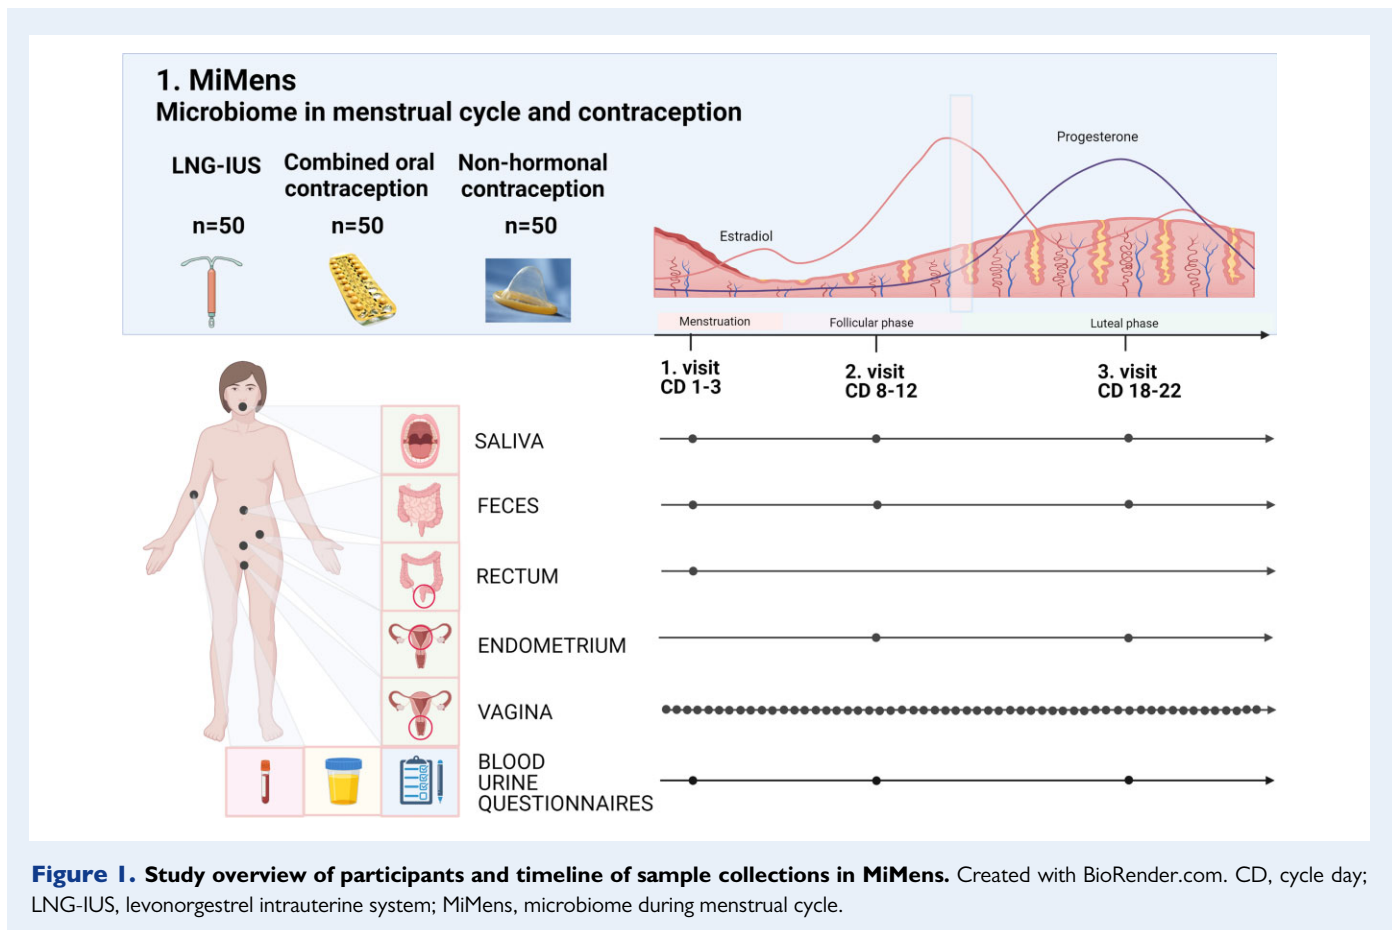 1. MiMens
Microbiome in menstrual cycle and contraception
LNG-IUS
n=50
Combined oral
contraception
n=50
Non-hormonal
contraception
n=50
Estradiol
Progesterone
Menstruation
Follicular phase
Luteal phase
1. visit
CD 1-3
2. visit
CD 8-12
3. visit
CD 18-22
SALIVA
FECES
RECTUM
ENDOMETRIUM
VAGINA
BLOOD
URINE
QUESTIONNAIRES
Figure 1. Study overview of participants and timeline of sample collections in MiMens. Created with BioRender.com. CD, cycle day;
LNG-IUS, levonorgestrel intrauterine system; MiMens, microbiome during menstrual cycle.